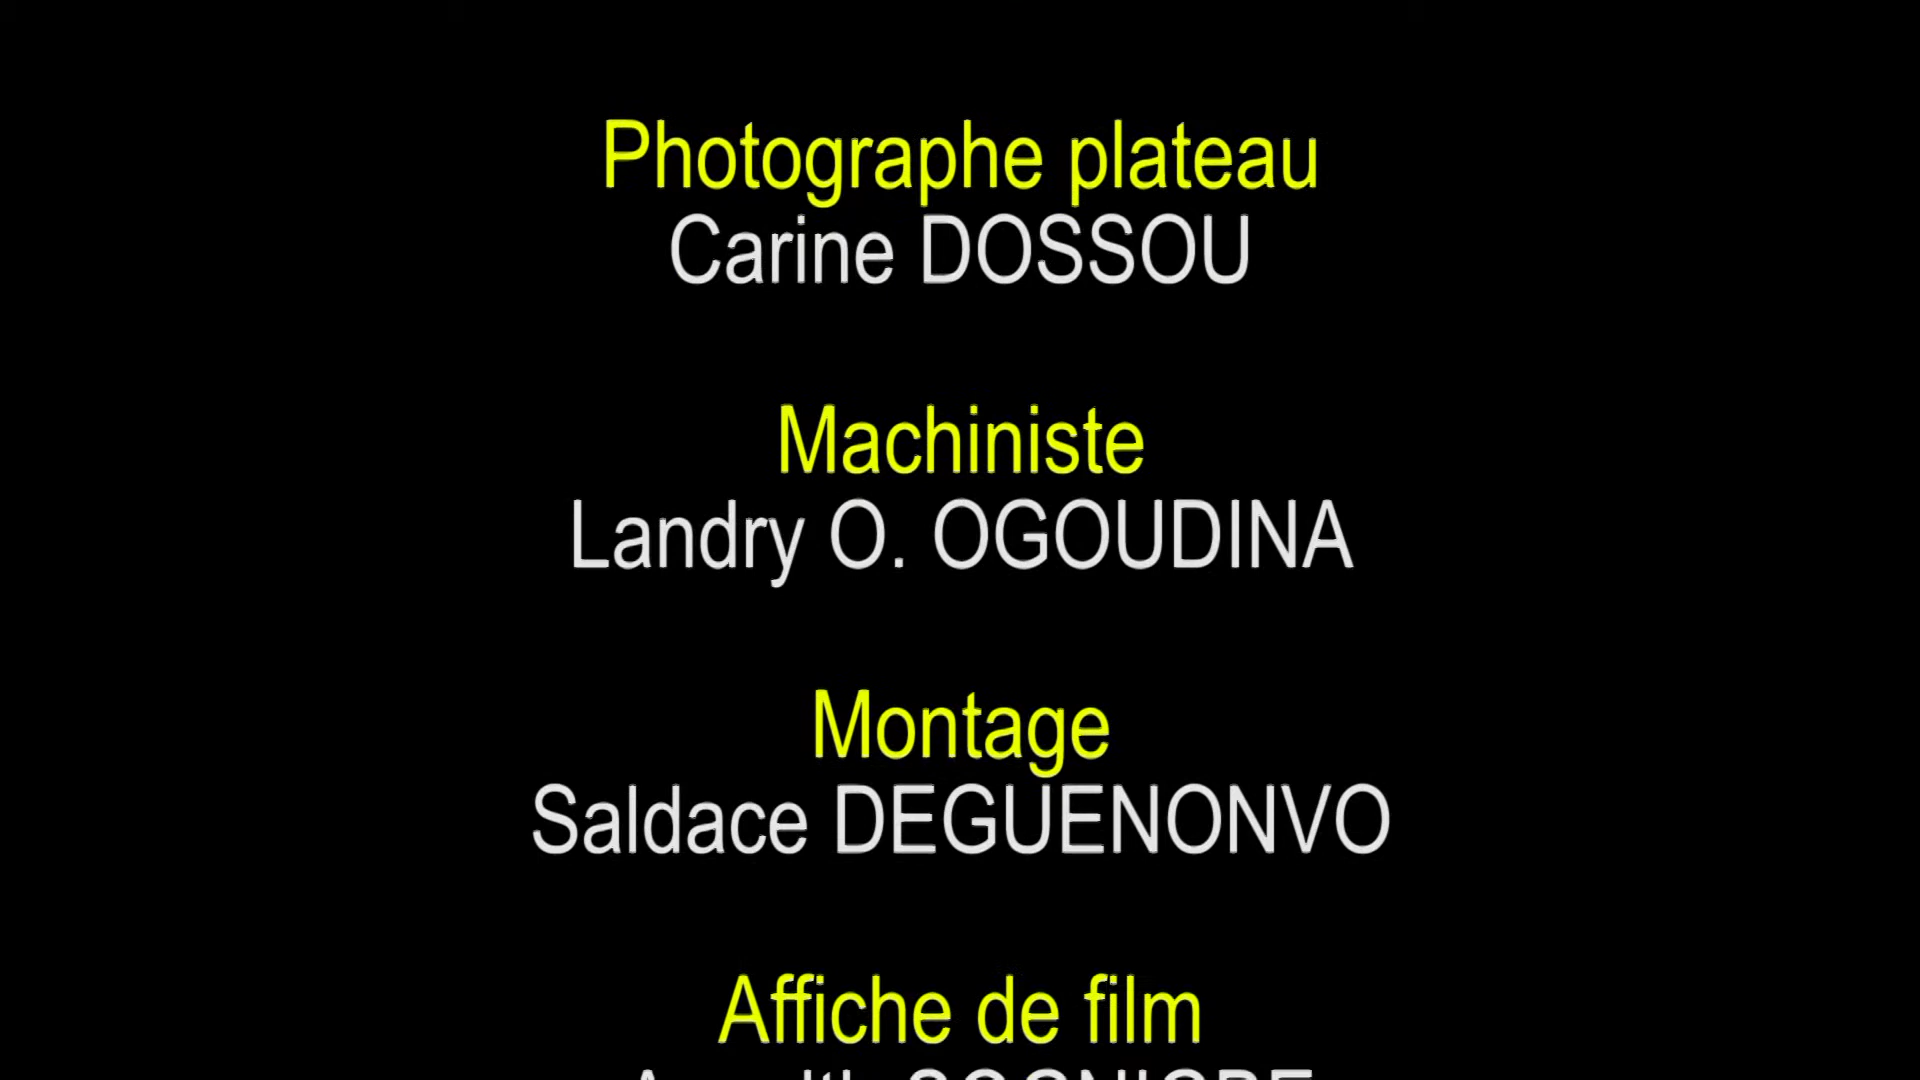 Photographe plateau
Carine DOSSOU
Machiniste
Landry O. OGOUDINA
Montage
Saldace DEGUENONVO
Affiche de film